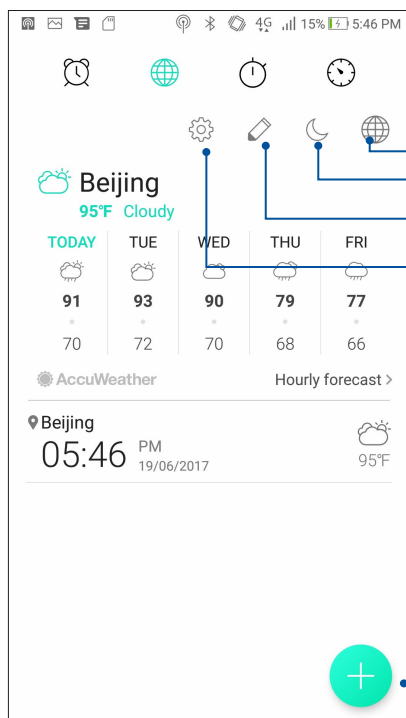 4G 15% 5:46 PM
Beijing
95°F Cloudy
TODAY TUE WED THU FRI
91 93 90 79 77
70 72 70 68 66
AccuWeather Hourly forecast >
Beijing
05:46 PM
19/06/2017
95°F